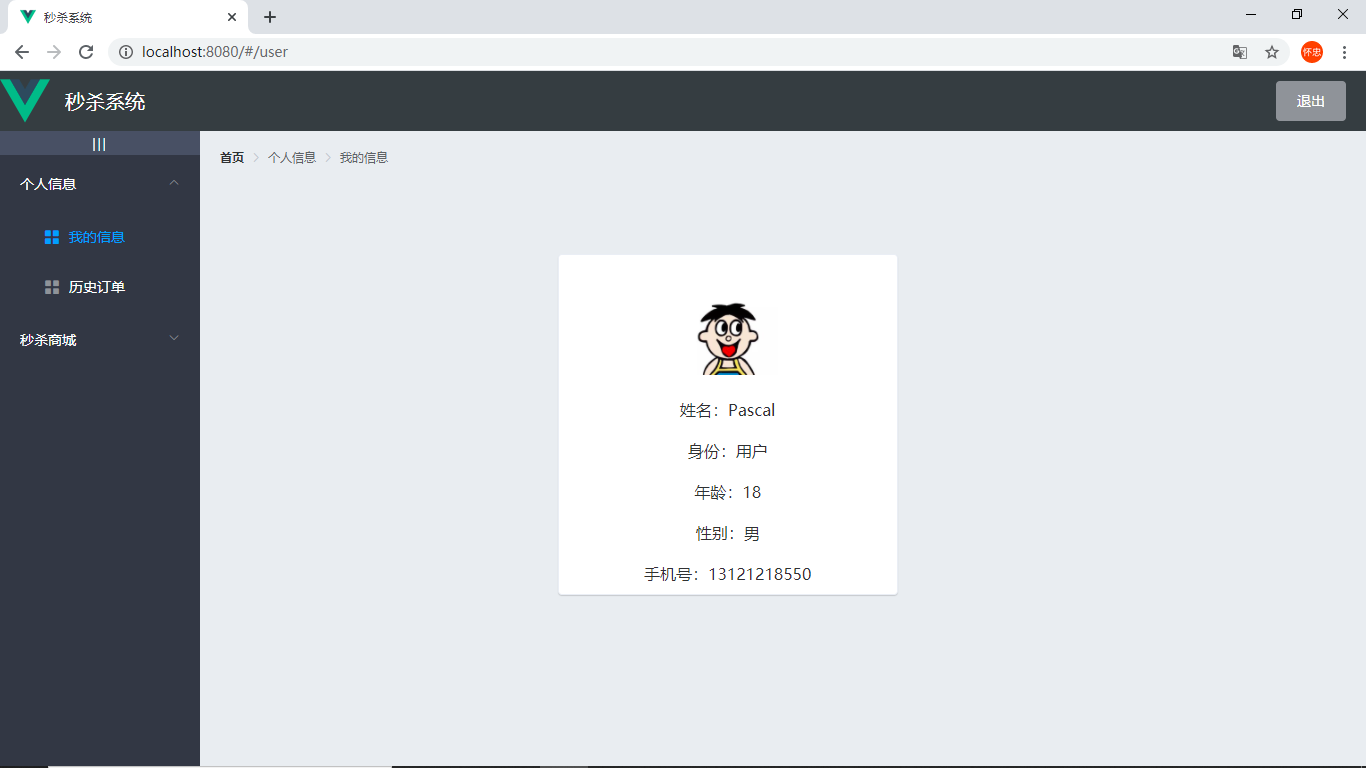 秒杀系统
localhost:8080/#/user
怀忠
秒杀系统
退出
|||
首页 个人信息 我的信息
个人信息
我的信息
历史订单
秒杀商城
姓名：Pascal
身份：用户
年龄：18
性别：男
手机号：13121218550